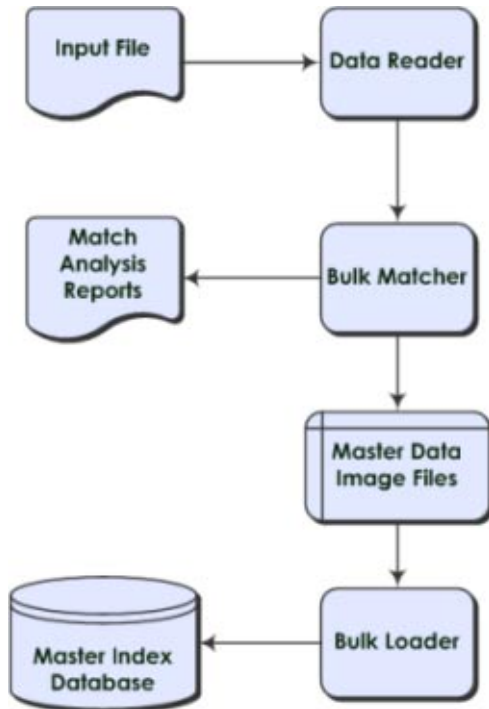 Input File
Data Reader
Match
Analysis
Reports
Bulk Matcher
Master Data
Image Files
Master Index
Database
Bulk Loader